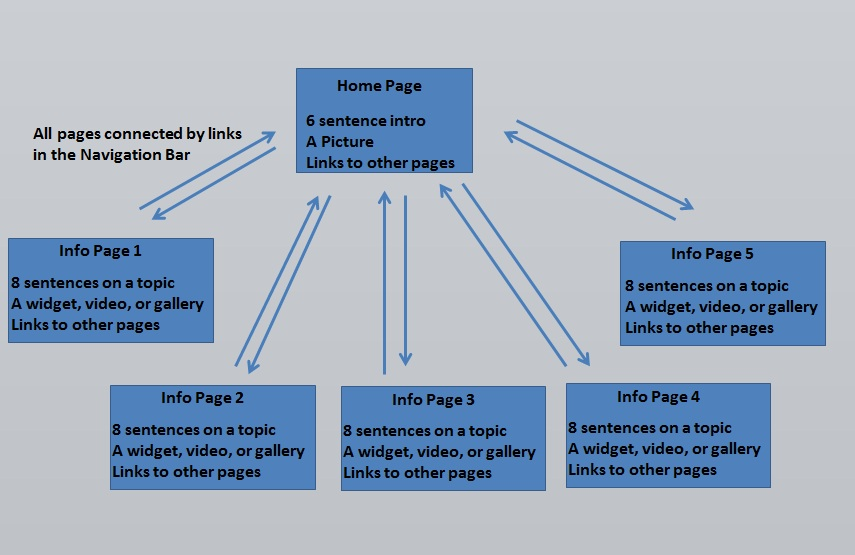 Home Page
6 sentence intro
A Picture
Links to other pages
All pages connected by links
in the Navigation Bar
Info Page 1
8 sentences on a topic
A widget, video, or gallery
Links to other pages
Info Page 5
8 sentences on a topic
A widget, video, or gallery
Links to other pages
Info Page 2
8 sentences on a topic
A widget, video, or gallery
Links to other pages
Info Page 3
8 sentences on a topic
A widget, video, or gallery
Links to other pages
Info Page 4
8 sentences on a topic
A widget, video, or gallery
Links to other pages